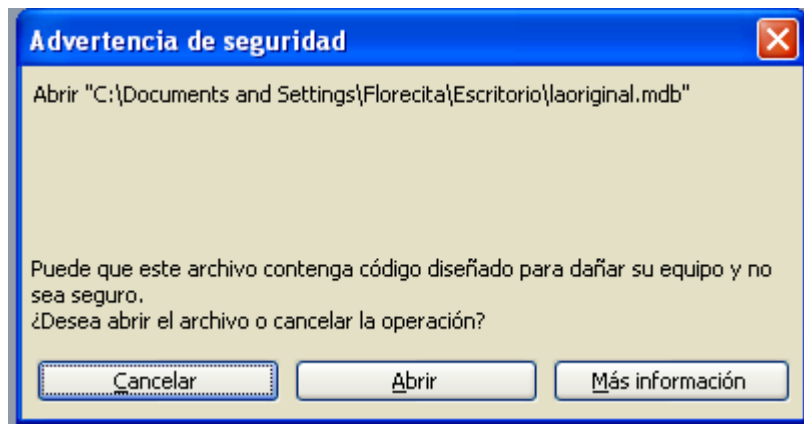 Advertencia de seguridad
Abrir "C:\Documents and Settings\Florecita\Escritorio\laoriginal.mdb"
Puede que este archivo contenga código diseñado para dañar su equipo y no
sea seguro.
¿Desea abrir el archivo o cancelar la operación?
Cancelar
Abrir
Más información